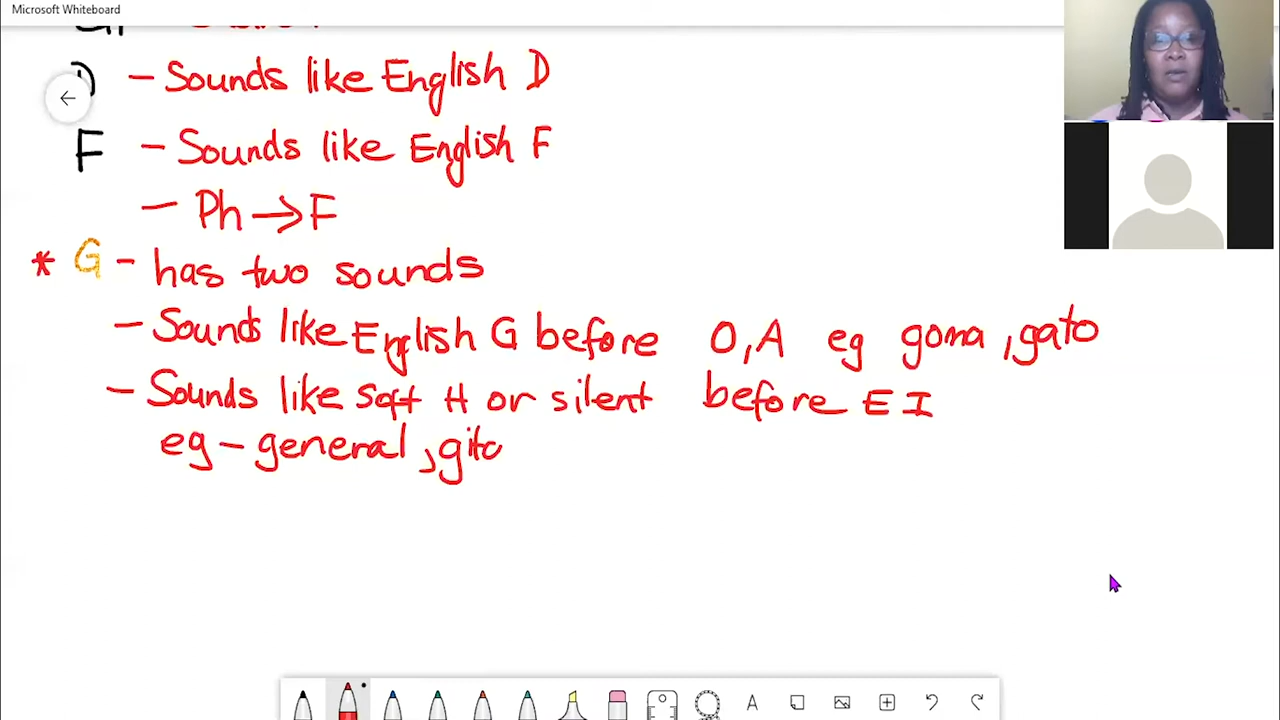 Microsoft Whiteboard
D - Sounds like English D
F - Sounds like English F
- Ph → F
* G - has two sounds
- Sounds like English G before O, A eg goma, gato
- Sounds like soft H or silent before E I
eg - general, gito
A